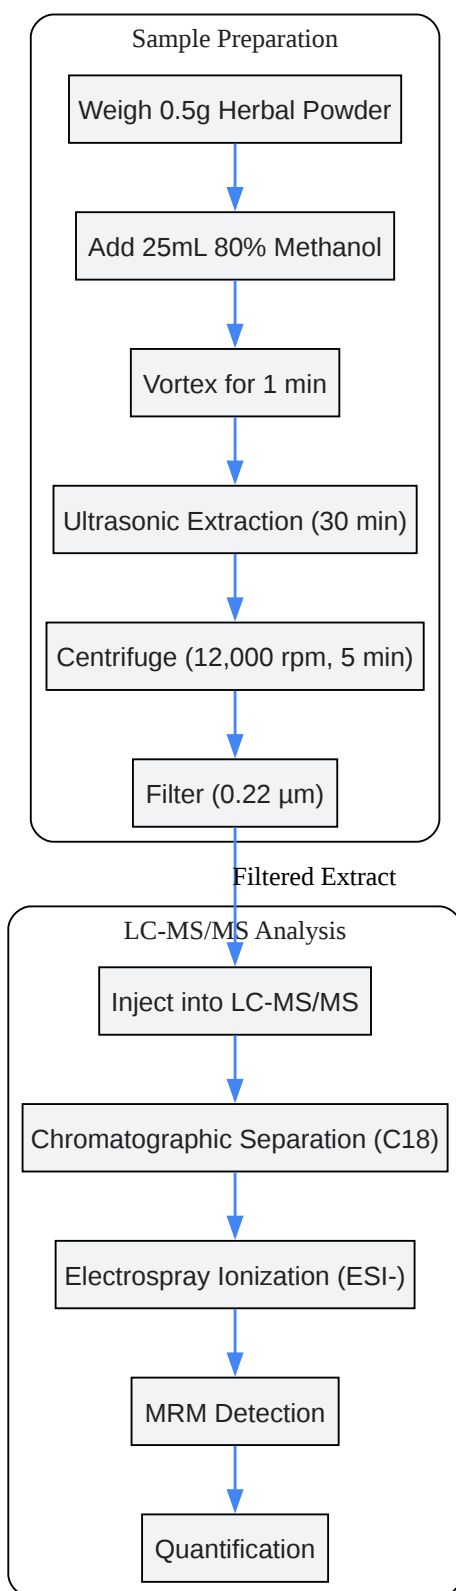 Sample Preparation
Weigh 0.5g Herbal Powder
Add 25mL 80% Methanol
Vortex for 1 min
Ultrasonic Extraction (30 min)
Centrifuge (12,000 rpm, 5 min)
Filter (0.22 µm)
Filtered Extract
LC-MS/MS Analysis
Inject into LC-MS/MS
Chromatographic Separation (C18)
Electrospray Ionization (ESI-)
MRM Detection
Quantification